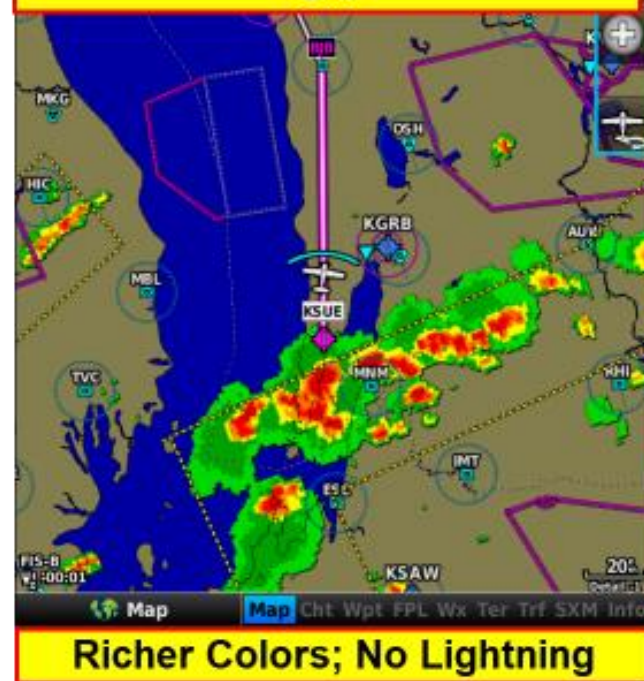 MKG
OSH
HIC
KGRB
AUW
MBL
KSUE
TVC
MNM
RHI
IMT
ESC
FIS-B
-00:01
KSAW
Map
Map Cht Wpt FPL Wx Ter Trf SXM Info
Richer Colors; No Lightning